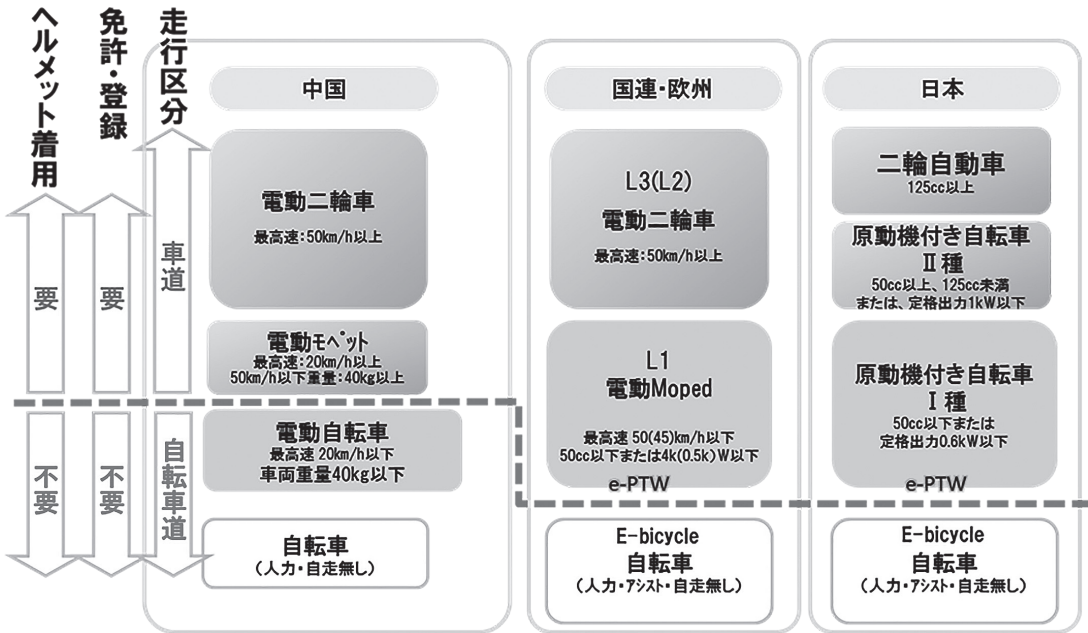 ヘルメット着用
免許・登録
走行区分
要
要
車道
不要
不要
自転車道
中国
電動二輪車
最高速:50km/h以上
電動モペット
最高速:20km/h以上
50km/h以下重量:40kg以上
電動自転車
最高速 20km/h以下
車両重量40kg以下
自転車
(人力・自走無し)
国連・欧州
L3(L2)
電動二輪車
最高速:50km/h以上
L1
電動Moped
最高速 50(45)km/h以下
50cc以下または4k(0.5k)W以下
e-PTW
E-bicycle
自転車
(人力・アシスト・自走無し)
日本
二輪自動車
125cc以上
原動機付き自転車
Ⅱ種
50cc以上、125cc未満
または、定格出力1kW以下
原動機付き自転車
Ⅰ種
50cc以下または
定格出力0.6kW以下
e-PTW
E-bicycle
自転車
(人力・アシスト・自走無し)